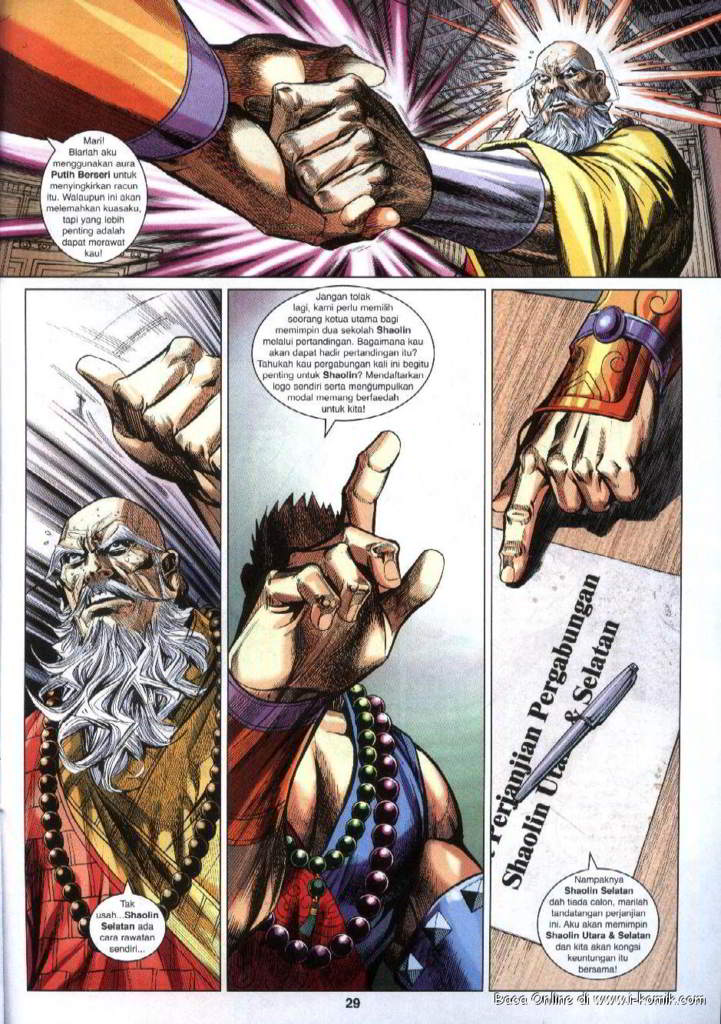 Mari!
Biarlah aku
menggunakan aura
Putih Berseri untuk
menyingkirkan racun
itu. Walaupun ini akan
melemahkan kuasaku,
tapi yang lebih
penting adalah
dapat merawat
kau!
Tak
usah...Shaolin
Selatan ada
cara rawatan
sendiri...
Jangan tolak
lagi, kami perlu memilih
seorang ketua utama bagi
memimpin dua sekolah Shaolin
melalui pertandingan. Bagaimana kau
akan dapat hadir pertandingan itu?
Tahukah kau pergabungan kali ini begitu
penting untuk Shaolin? Mendaftarkan
logo sendiri serta mengumpulkan
modal memang berfaedah
untuk kita!
Perjanjian Pergabungan
Shaolin Utara & Selatan
Nampaknya
Shaolin Selatan
dah tiada calon, marilah
tandatangan perjanjian
ini. Aku akan memimpin
Shaolin Utara & Selatan
dan kita akan kongsi
keuntungan itu
bersama!
29
Baca Online di www.i-komik.com